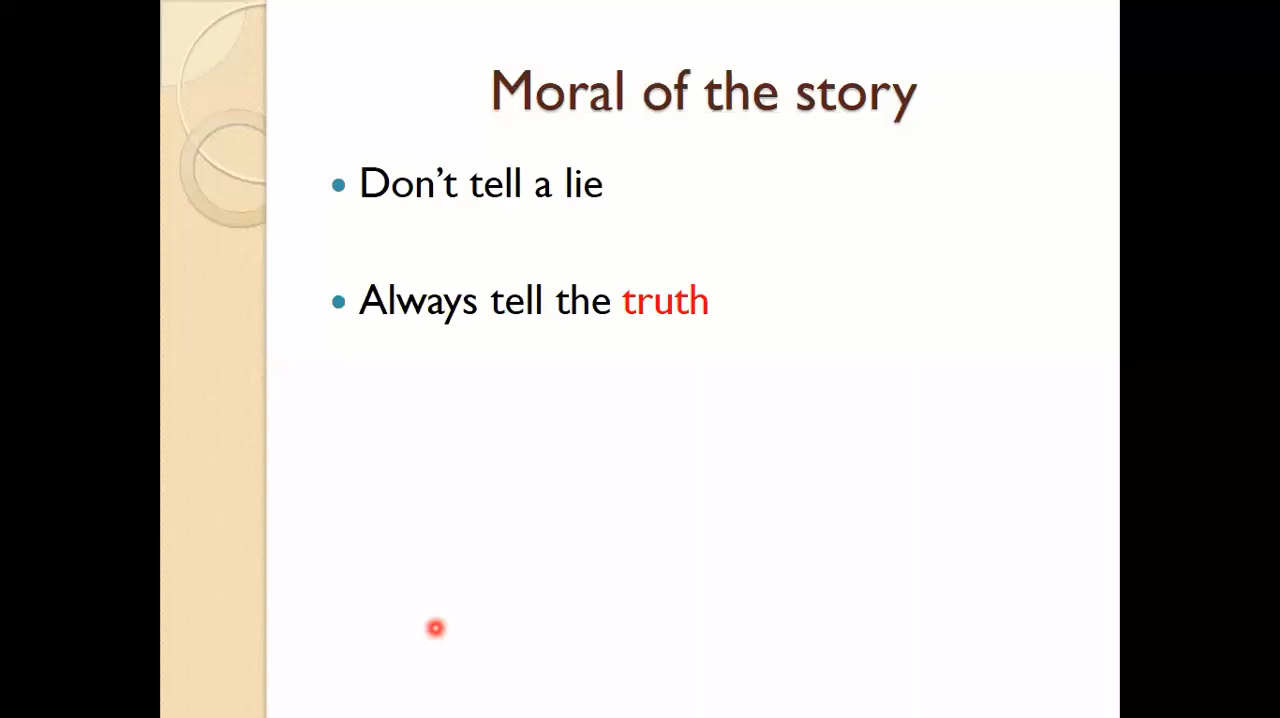 Moral of the story
Don’t tell a lie
Always tell the truth